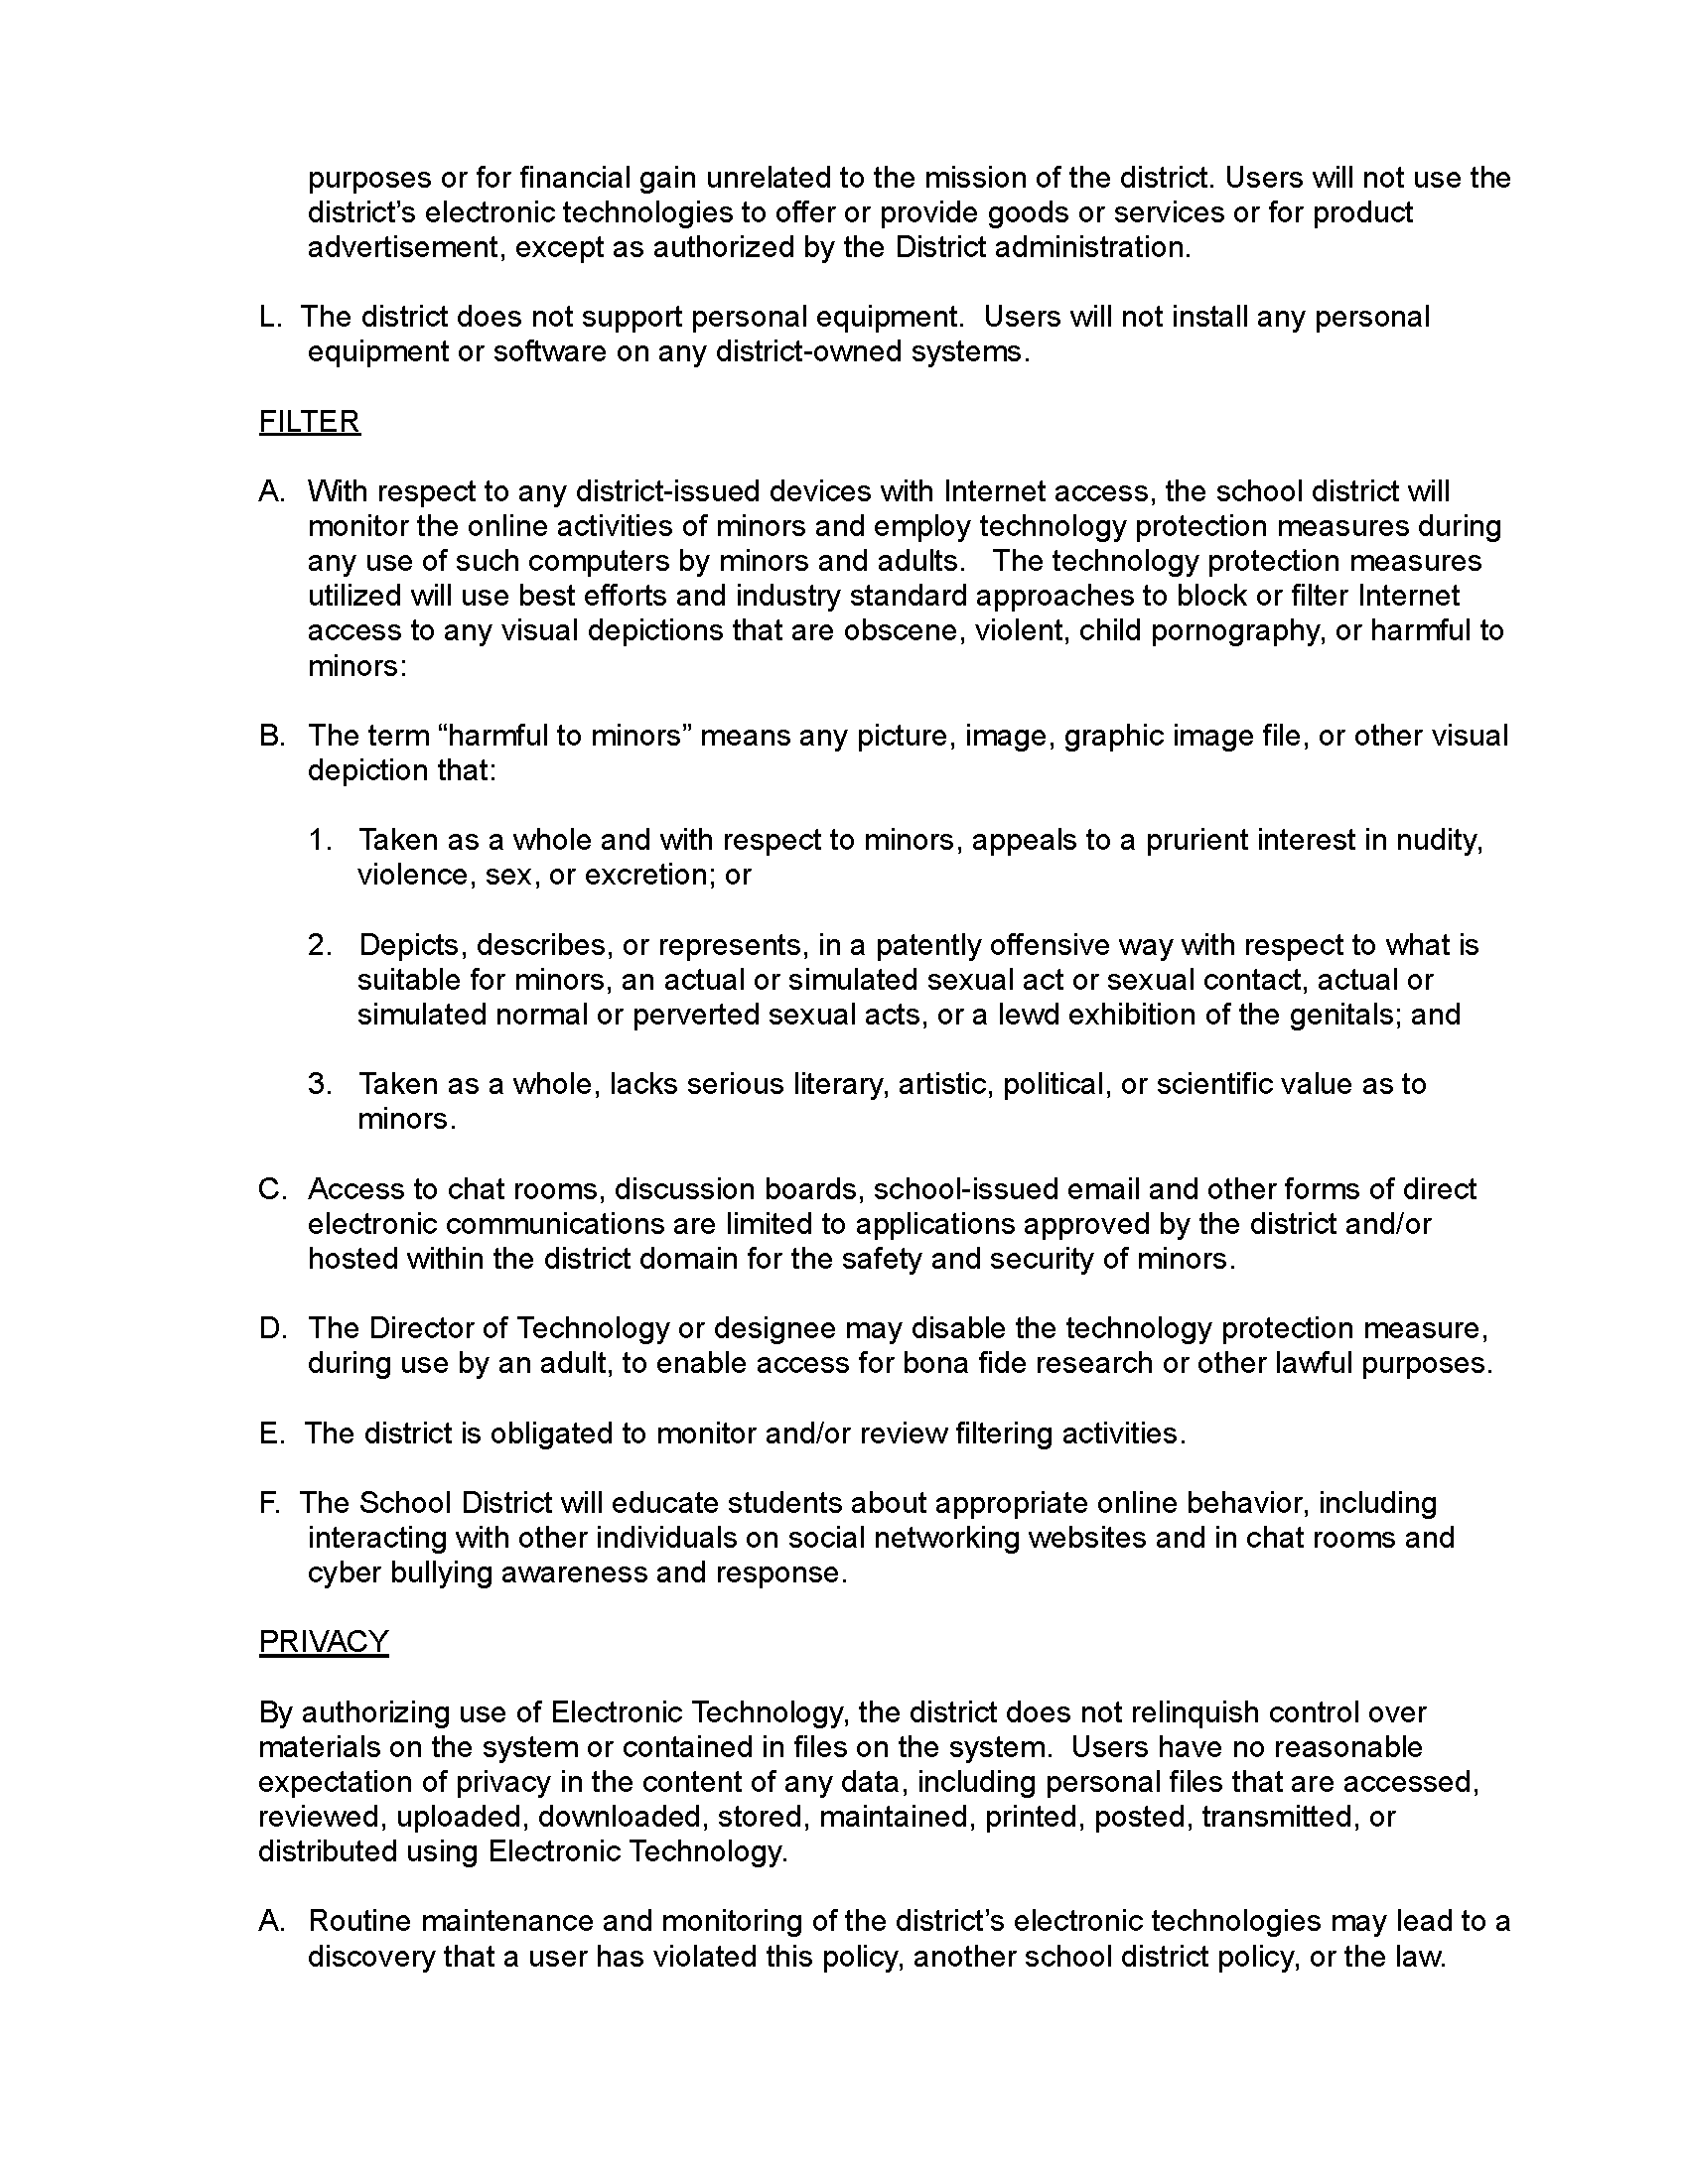 purposes or for financial gain unrelated to the mission of the district. Users will not use the
district’s electronic technologies to offer or provide goods or services or for product
advertisement, except as authorized by the District administration.
L.  The district does not support personal equipment.  Users will not install any personal
equipment or software on any district-owned systems.
FILTER
A.  With respect to any district-issued devices with Internet access, the school district will
monitor the online activities of minors and employ technology protection measures during
any use of such computers by minors and adults.   The technology protection measures
utilized will use best efforts and industry standard approaches to block or filter Internet
access to any visual depictions that are obscene, violent, child pornography, or harmful to
minors:
B.  The term “harmful to minors” means any picture, image, graphic image file, or other visual
depiction that:
1.  Taken as a whole and with respect to minors, appeals to a prurient interest in nudity,
violence, sex, or excretion; or
2.  Depicts, describes, or represents, in a patently offensive way with respect to what is
suitable for minors, an actual or simulated sexual act or sexual contact, actual or
simulated normal or perverted sexual acts, or a lewd exhibition of the genitals; and
3.  Taken as a whole, lacks serious literary, artistic, political, or scientific value as to
minors.
C.  Access to chat rooms, discussion boards, school-issued email and other forms of direct
electronic communications are limited to applications approved by the district and/or
hosted within the district domain for the safety and security of minors.
D.  The Director of Technology or designee may disable the technology protection measure,
during use by an adult, to enable access for bona fide research or other lawful purposes.
E.  The district is obligated to monitor and/or review filtering activities.
F.  The School District will educate students about appropriate online behavior, including
interacting with other individuals on social networking websites and in chat rooms and
cyber bullying awareness and response.
PRIVACY
By authorizing use of Electronic Technology, the district does not relinquish control over
materials on the system or contained in files on the system.  Users have no reasonable
expectation of privacy in the content of any data, including personal files that are accessed,
reviewed, uploaded, downloaded, stored, maintained, printed, posted, transmitted, or
distributed using Electronic Technology.
A.  Routine maintenance and monitoring of the district’s electronic technologies may lead to a
discovery that a user has violated this policy, another school district policy, or the law.